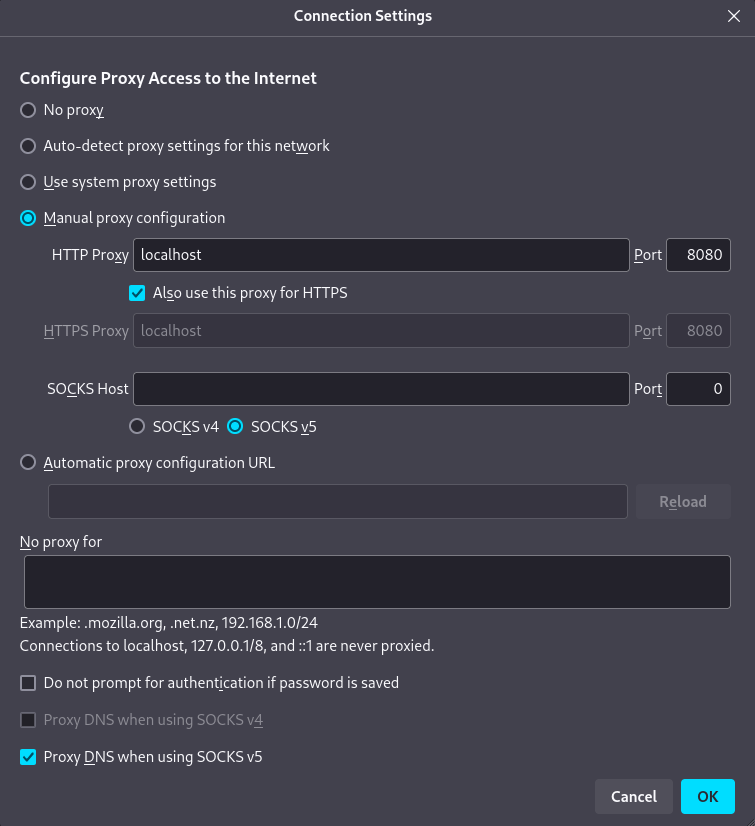 Connection Settings
Configure Proxy Access to the Internet
No proxy
Auto-detect proxy settings for this network
Use system proxy settings
Manual proxy configuration
HTTP Proxy localhost Port 8080
Also use this proxy for HTTPS
HTTPS Proxy localhost Port 8080
SOCKS Host Port 0
SOCKS v4 SOCKS v5
Automatic proxy configuration URL
Reload
No proxy for
Example: .mozilla.org, .net.nz, 192.168.1.0/24
Connections to localhost, 127.0.0.1/8, and ::1 are never proxied.
Do not prompt for authentication if password is saved
Proxy DNS when using SOCKS v4
Proxy DNS when using SOCKS v5
Cancel OK